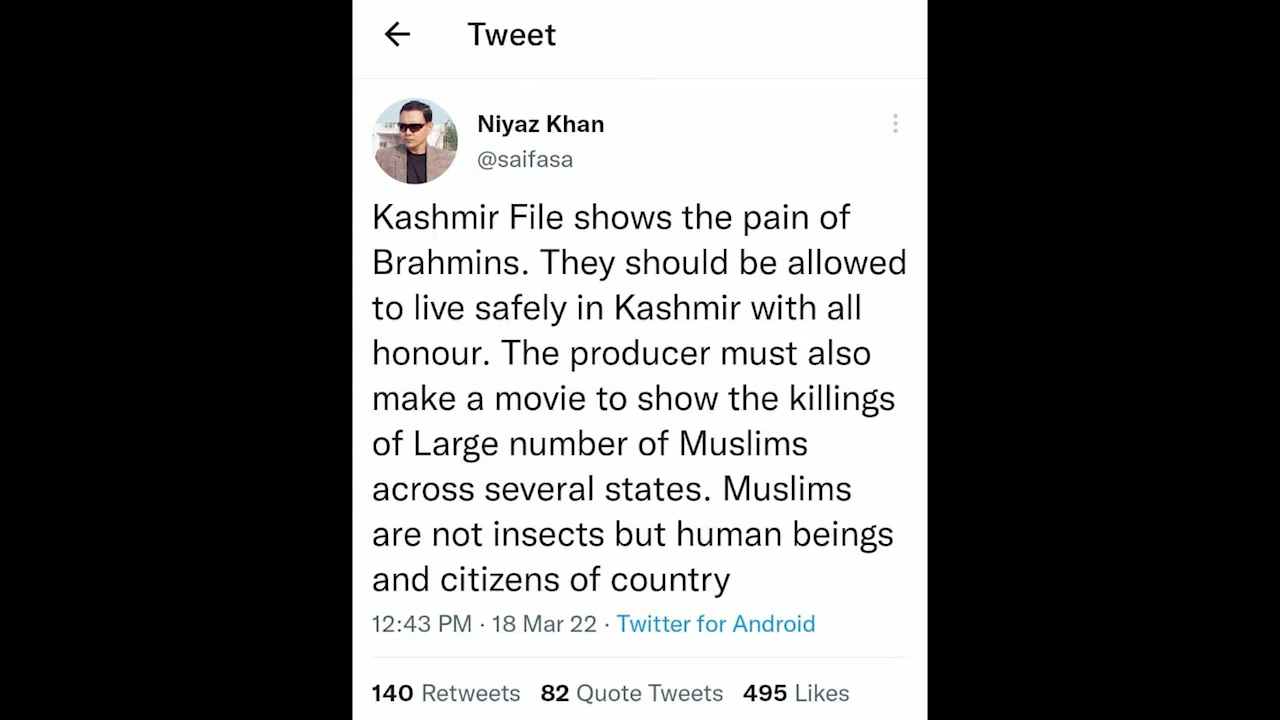 Tweet
Niyaz Khan
@saifasa
Kashmir File shows the pain of
Brahmins. They should be allowed
to live safely in Kashmir with all
honour. The producer must also
make a movie to show the killings
of Large number of Muslims
across several states. Muslims
are not insects but human beings
and citizens of country
12:43 PM · 18 Mar 22 · Twitter for Android
140 Retweets 82 Quote Tweets 495 Likes